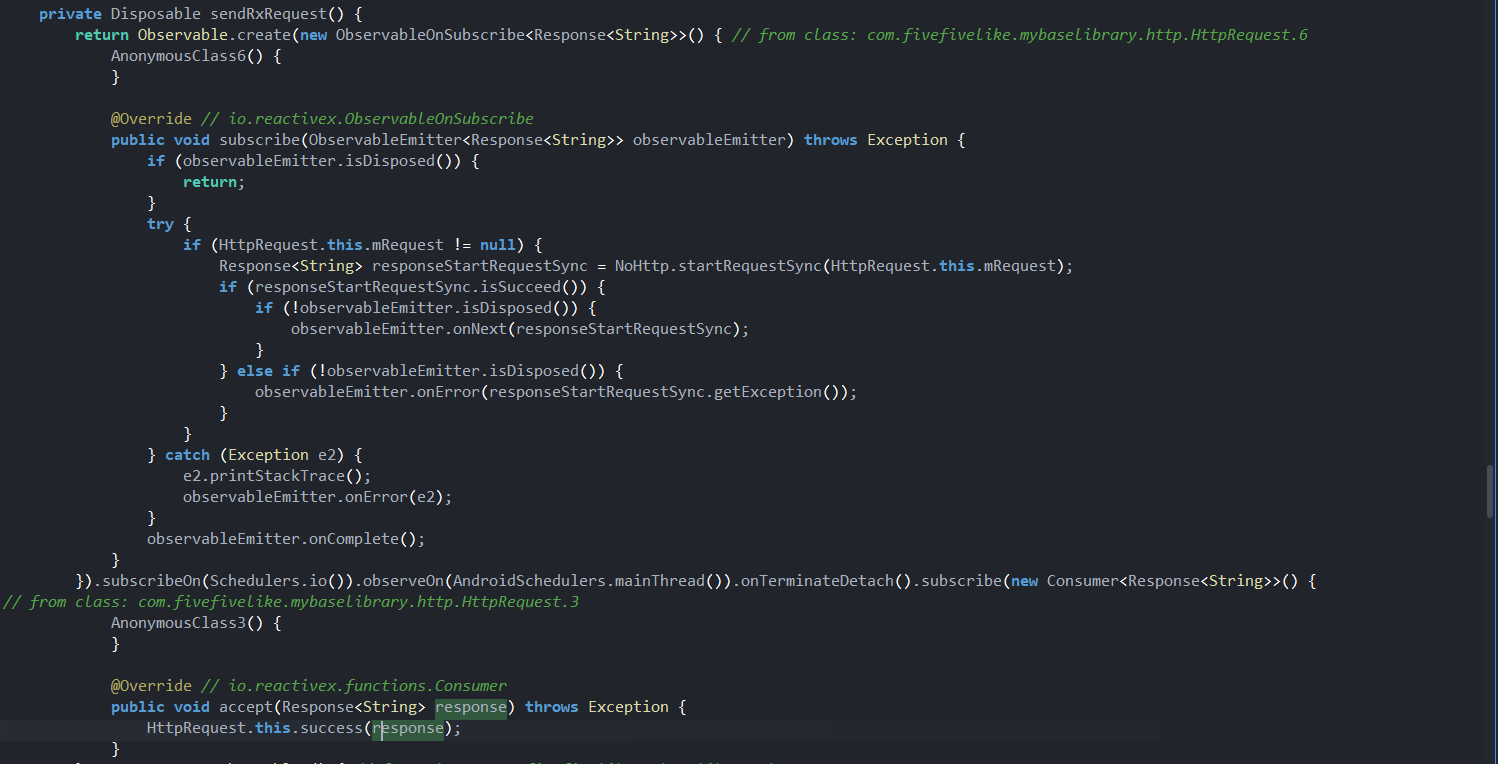 private Disposable sendRxRequest() {
return Observable.create(new ObservableOnSubscribe<Response<String>>() { // from class: com.fivefivelike.mybaselibrary.http.HttpRequest.6
AnonymousClass6() {
}
@Override // io.reactivex.ObservableOnSubscribe
public void subscribe(ObservableEmitter<Response<String>> observableEmitter) throws Exception {
if (observableEmitter.isDisposed()) {
return;
}
try {
if (HttpRequest.this.mRequest != null) {
Response<String> responseStartRequestSync = NoHttp.startRequestSync(HttpRequest.this.mRequest);
if (responseStartRequestSync.isSucceed()) {
if (!observableEmitter.isDisposed()) {
observableEmitter.onNext(responseStartRequestSync);
}
} else if (!observableEmitter.isDisposed()) {
observableEmitter.onError(responseStartRequestSync.getException());
}
}
} catch (Exception e2) {
e2.printStackTrace();
observableEmitter.onError(e2);
}
observableEmitter.onComplete();
}
}).subscribeOn(Schedulers.io()).observeOn(AndroidSchedulers.mainThread()).onTerminateDetach().subscribe(new Consumer<Response<String>>() {
// from class: com.fivefivelike.mybaselibrary.http.HttpRequest.3
AnonymousClass3() {
}
@Override // io.reactivex.functions.Consumer
public void accept(Response<String> response) throws Exception {
HttpRequest.this.success(response);
}